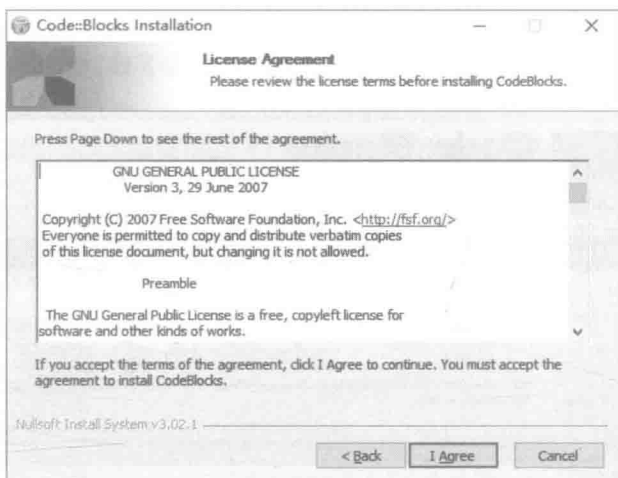 Code::Blocks Installation
License Agreement
Please review the license terms before installing CodeBlocks.
Press Page Down to see the rest of the agreement.
GNU GENERAL PUBLIC LICENSE
Version 3, 29 June 2007
Copyright (C) 2007 Free Software Foundation, Inc. <http://fsf.org/>
Everyone is permitted to copy and distribute verbatim copies
of this license document, but changing it is not allowed.
Preamble
The GNU General Public License is a free, copyleft license for
software and other kinds of works.
If you accept the terms of the agreement, click I Agree to continue. You must accept the
agreement to install CodeBlocks.
Nullsoft Install System v3.02.1
< Back I Agree Cancel